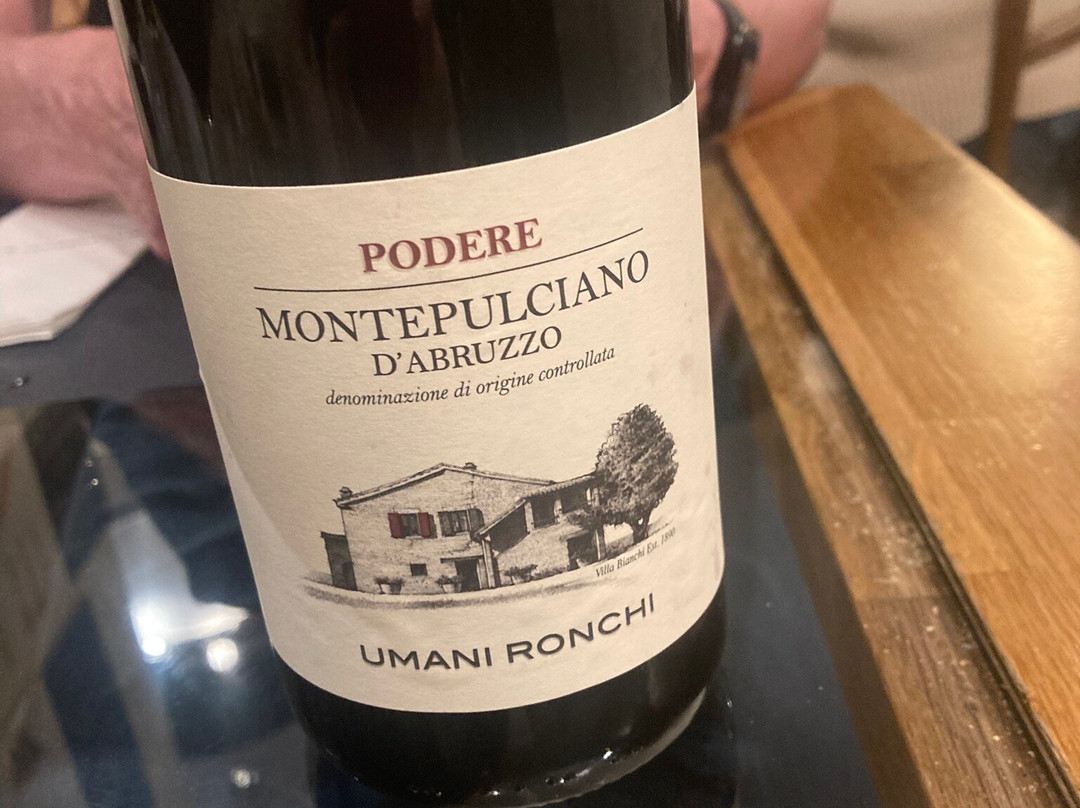 PODERE
MONTEPULCIANO
D'ABRUZZO
denominazione di origine controllata
Villa Bianchi Est. 1890
UMANI RONCHI